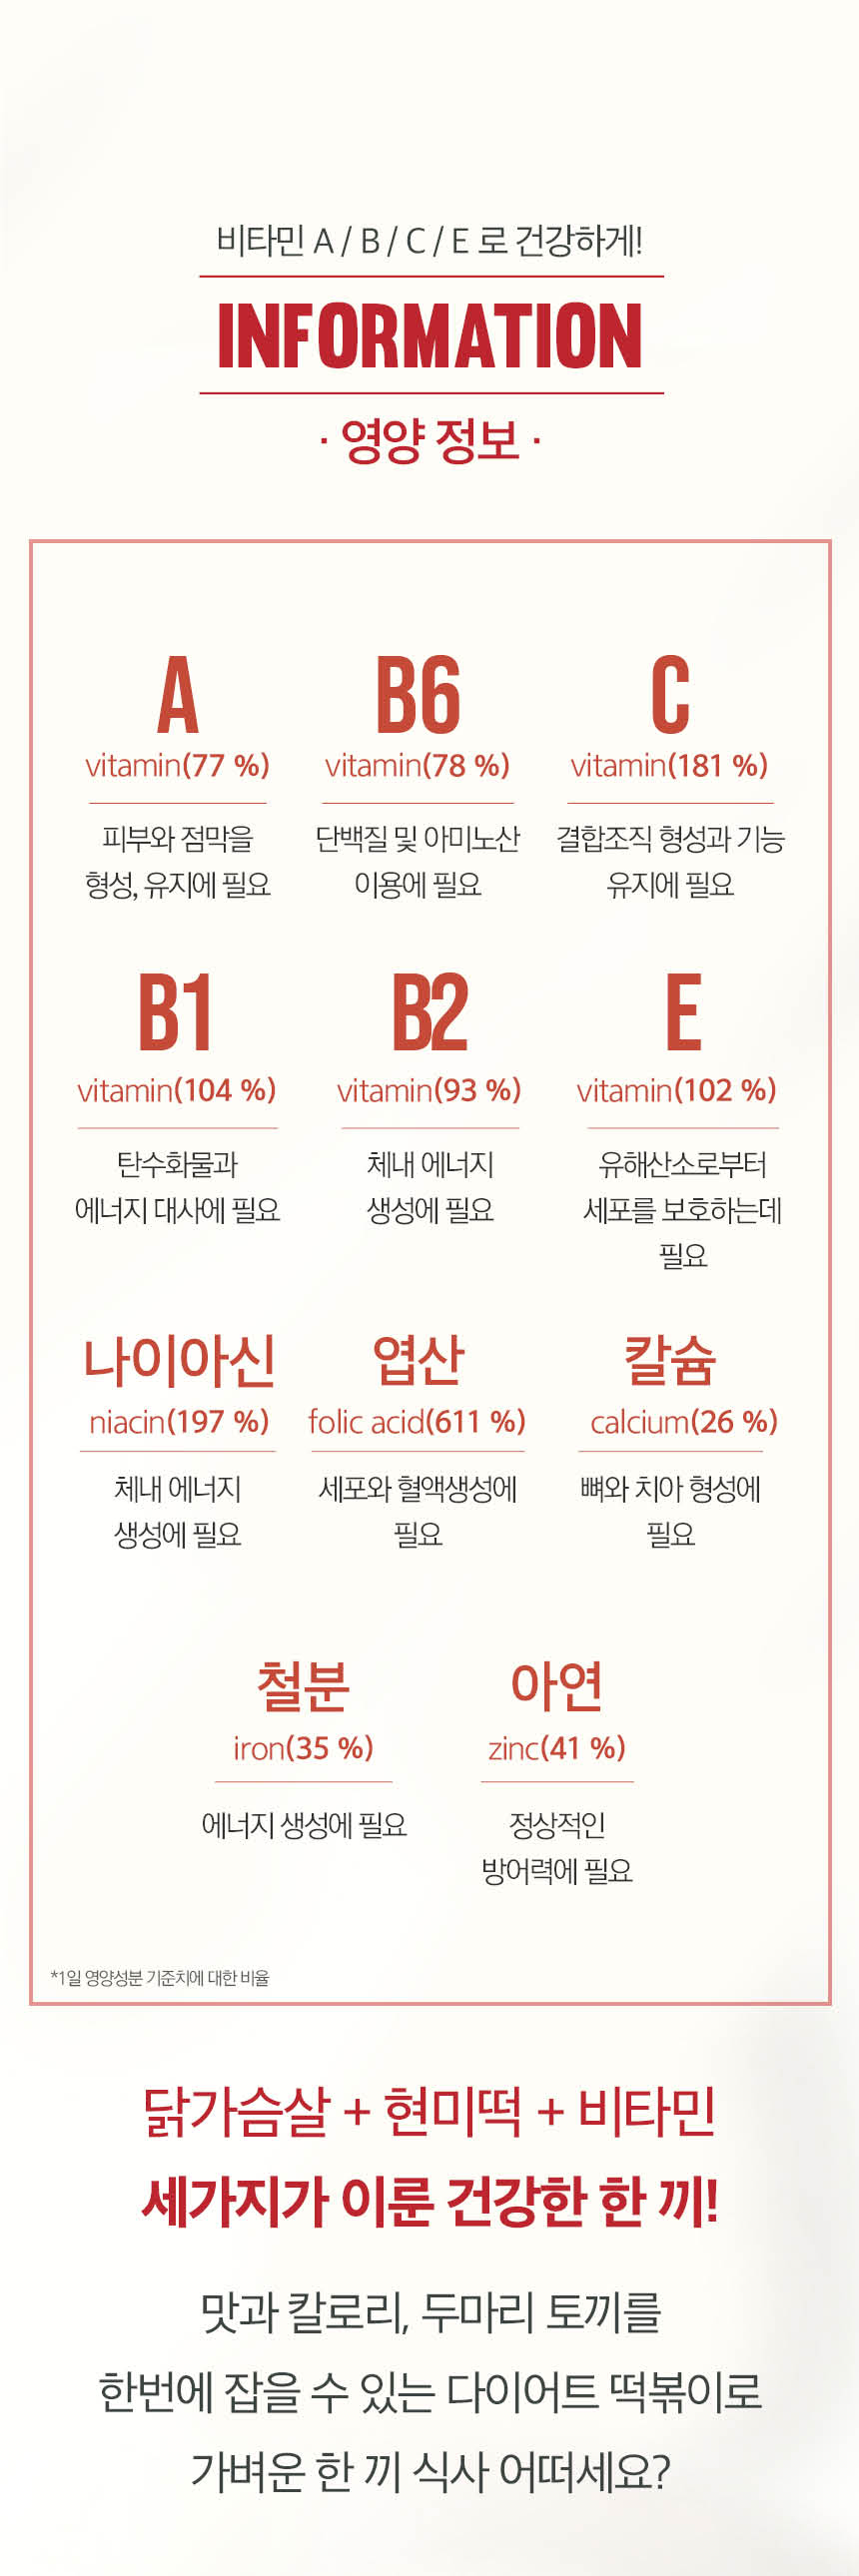 비타민 A / B / C / E 로 건강하게!
INFORMATION
· 영양 정보 ·
A
vitamin(77 %)
피부와 점막을
형성, 유지에 필요
B6
vitamin(78 %)
단백질 및 아미노산
이용에 필요
C
vitamin(181 %)
결합조직 형성과 기능
유지에 필요
B1
vitamin(104 %)
탄수화물과
에너지 대사에 필요
B2
vitamin(93 %)
체내 에너지
생성에 필요
E
vitamin(102 %)
유해산소로부터
세포를 보호하는데
필요
나이아신
niacin(197 %)
체내 에너지
생성에 필요
엽산
folic acid(611 %)
세포와 혈액생성에
필요
칼슘
calcium(26 %)
뼈와 치아 형성에
필요
철분
iron(35 %)
에너지 생성에 필요
아연
zinc(41 %)
정상적인
방어력에 필요
*1일 영양성분 기준치에 대한 비율
닭가슴살 + 현미떡 + 비타민
세가지가 이룬 건강한 한 끼!
맛과 칼로리, 두마리 토끼를
한번에 잡을 수 있는 다이어트 떡볶이로
가벼운 한 끼 식사 어떠세요?